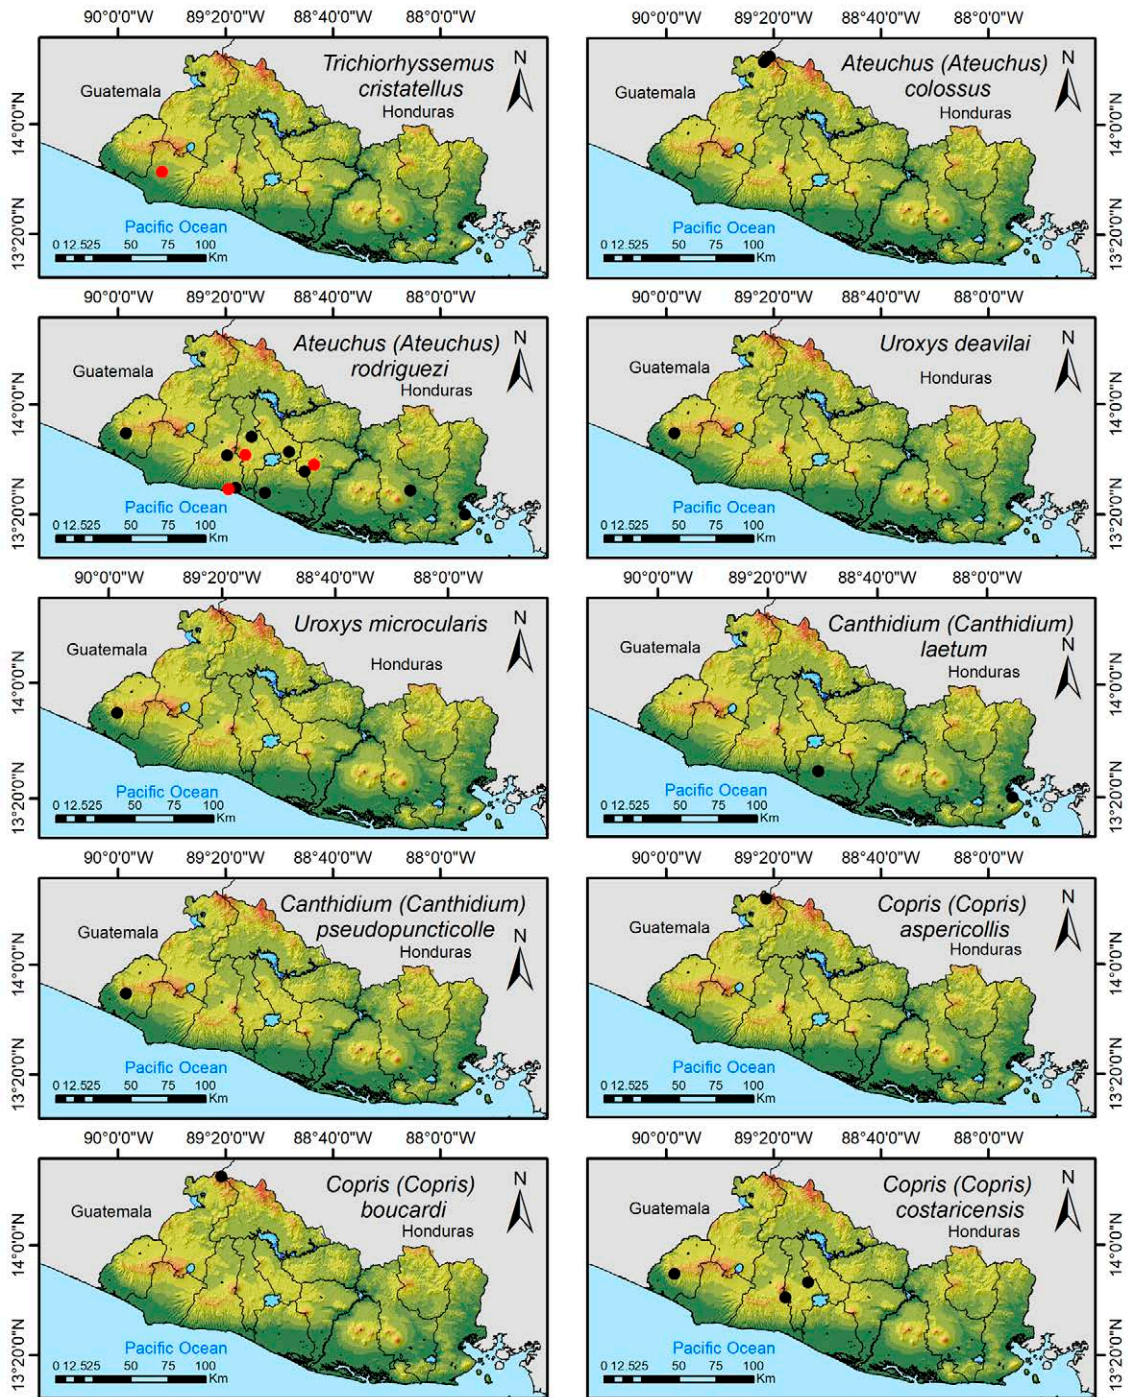 90°0'0"W 89°20'0"W 88°40'0"W 88°0'0"W
Trichiorhyssemus
cristatellus
N
Guatemala
Honduras
14°0'0"N
13°20'0"N
Pacific Ocean
0 12.525 50 75 100
Km
90°0'0"W 89°20'0"W 88°40'0"W 88°0'0"W
Ateuchus (Ateuchus)
colossus
N
Guatemala
Honduras
14°0'0"N
13°20'0"N
Pacific Ocean
0 12.525 50 75 100
Km
90°0'0"W 89°20'0"W 88°40'0"W 88°0'0"W
Ateuchus (Ateuchus)
rodriguezi
N
Guatemala
Honduras
14°0'0"N
13°20'0"N
Pacific Ocean
0 12.525 50 75 100
Km
90°0'0"W 89°20'0"W 88°40'0"W 88°0'0"W
Uroxys deavilai
N
Guatemala
Honduras
14°0'0"N
13°20'0"N
Pacific Ocean
0 12.525 50 75 100
Km
90°0'0"W 89°20'0"W 88°40'0"W 88°0'0"W
Uroxys microcularis
N
Guatemala
Honduras
14°0'0"N
13°20'0"N
Pacific Ocean
0 12.525 50 75 100
Km
90°0'0"W 89°20'0"W 88°40'0"W 88°0'0"W
Canthidium (Canthidium)
laetum
N
Guatemala
Honduras
14°0'0"N
13°20'0"N
Pacific Ocean
0 12.525 50 75 100
Km
90°0'0"W 89°20'0"W 88°40'0"W 88°0'0"W
Canthidium (Canthidium)
pseudopuncticolle
N
Guatemala
Honduras
14°0'0"N
13°20'0"N
Pacific Ocean
0 12.525 50 75 100
Km
90°0'0"W 89°20'0"W 88°40'0"W 88°0'0"W
Copris (Copris)
aspericollis
N
Guatemala
Honduras
14°0'0"N
13°20'0"N
Pacific Ocean
0 12.525 50 75 100
Km
90°0'0"W 89°20'0"W 88°40'0"W 88°0'0"W
Copris (Copris)
boucardi
N
Guatemala
Honduras
14°0'0"N
13°20'0"N
Pacific Ocean
0 12.525 50 75 100
Km
90°0'0"W 89°20'0"W 88°40'0"W 88°0'0"W
Copris (Copris)
costaricensis
N
Guatemala
Honduras
14°0'0"N
13°20'0"N
Pacific Ocean
0 12.525 50 75 100
Km